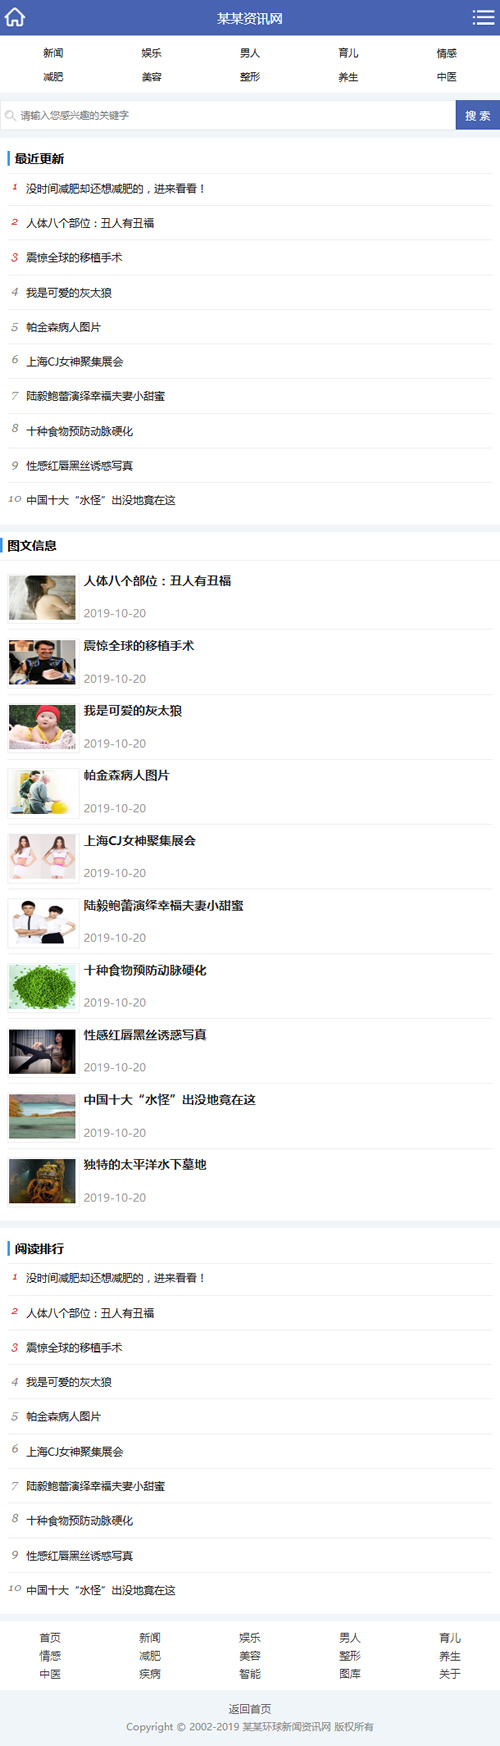 某某资讯网
新闻 娱乐 男人 育儿 情感
减肥 美容 整形 养生 中医
请输入您感兴趣的关键字 搜 索
最近更新
1 没时间减肥却还想减肥的，进来看看！
2 人体八个部位：丑人有丑福
3 震惊全球的移植手术
4 我是可爱的灰太狼
5 帕金森病人图片
6 上海CJ女神聚集展会
7 陆毅鲍蕾演绎幸福夫妻小甜蜜
8 十种食物预防动脉硬化
9 性感红唇黑丝诱惑写真
10 中国十大“水怪”出没地竟在这
图文信息
人体八个部位：丑人有丑福
2019-10-20
震惊全球的移植手术
2019-10-20
我是可爱的灰太狼
2019-10-20
帕金森病人图片
2019-10-20
上海CJ女神聚集展会
2019-10-20
陆毅鲍蕾演绎幸福夫妻小甜蜜
2019-10-20
十种食物预防动脉硬化
2019-10-20
性感红唇黑丝诱惑写真
2019-10-20
中国十大“水怪”出没地竟在这
2019-10-20
独特的太平洋水下墓地
2019-10-20
阅读排行
1 没时间减肥却还想减肥的，进来看看！
2 人体八个部位：丑人有丑福
3 震惊全球的移植手术
4 我是可爱的灰太狼
5 帕金森病人图片
6 上海CJ女神聚集展会
7 陆毅鲍蕾演绎幸福夫妻小甜蜜
8 十种食物预防动脉硬化
9 性感红唇黑丝诱惑写真
10 中国十大“水怪”出没地竟在这
首页 新闻 娱乐 男人 育儿
情感 减肥 美容 整形 养生
中医 疾病 智能 图库 关于
返回首页
Copyright © 2002-2019 某某环球新闻资讯网 版权所有